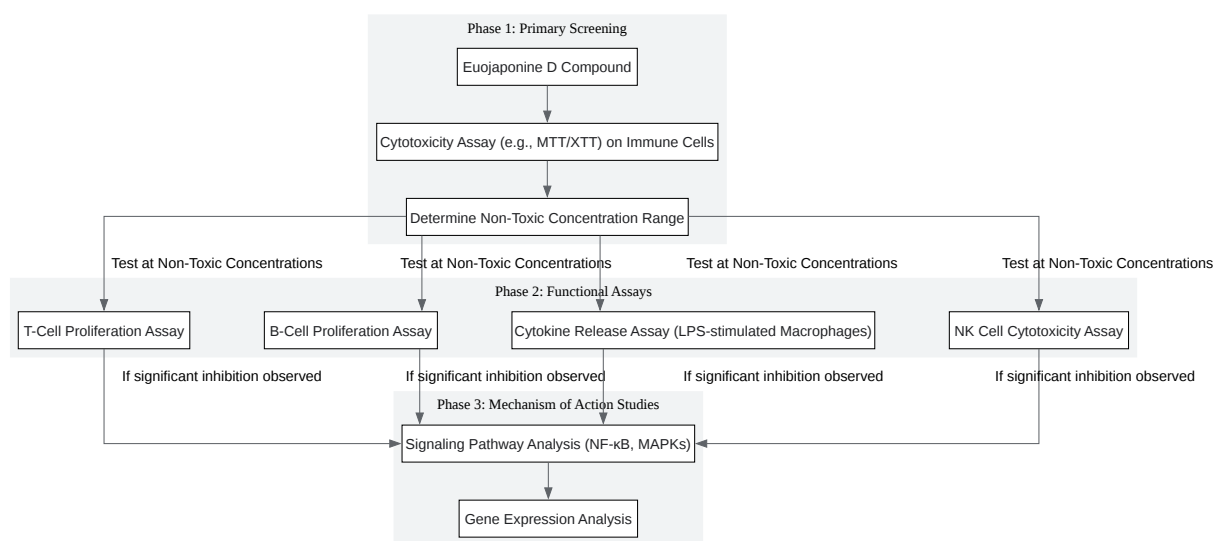 Phase 1: Primary Screening
Euojaponine D Compound
Cytotoxicity Assay (e.g., MTT/XTT) on Immune Cells
Determine Non-Toxic Concentration Range
Test at Non-Toxic Concentrations
Test at Non-Toxic Concentrations
Test at Non-Toxic Concentrations
Test at Non-Toxic Concentrations
Phase 2: Functional Assays
T-Cell Proliferation Assay
B-Cell Proliferation Assay
Cytokine Release Assay (LPS-stimulated Macrophages)
NK Cell Cytotoxicity Assay
If significant inhibition observed
If significant inhibition observed
If significant inhibition observed
If significant inhibition observed
Phase 3: Mechanism of Action Studies
Signaling Pathway Analysis (NF-κB, MAPKs)
Gene Expression Analysis